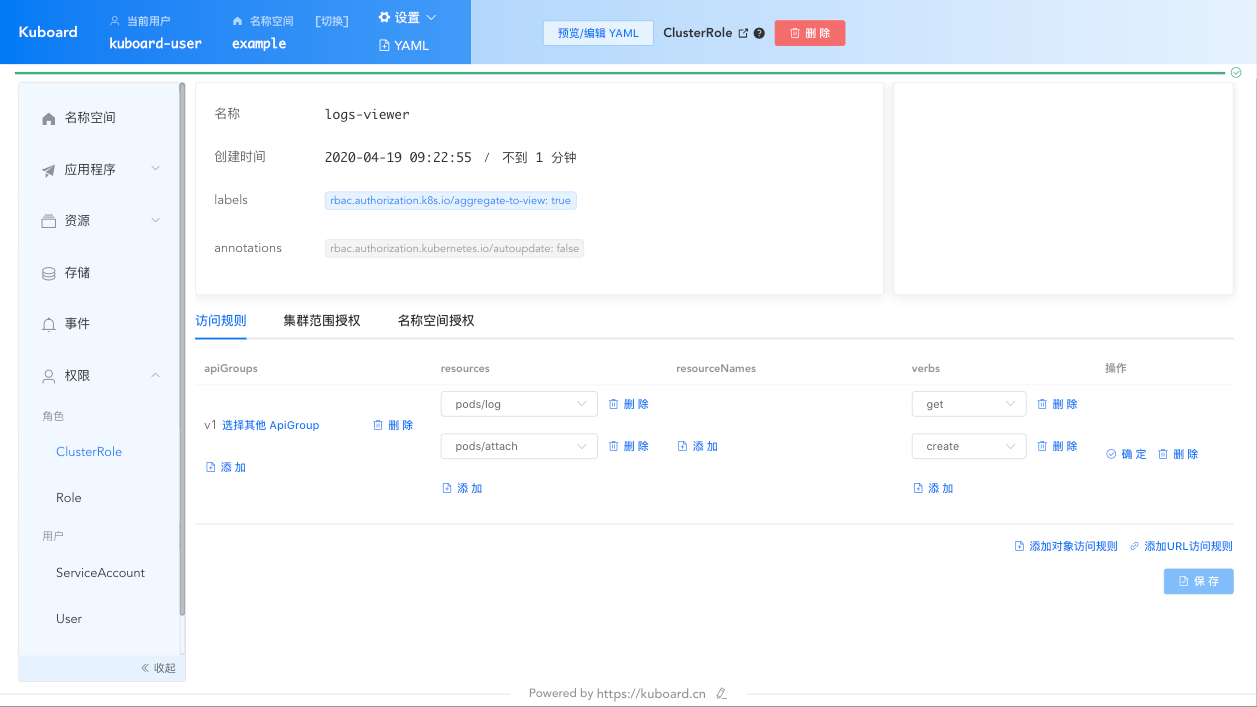 Kuboard
当前用户
kuboard-user
名称空间 [切换]
example
设置
YAML
预览/编辑 YAML
ClusterRole
删 除
名称空间
应用程序
资源
存储
事件
权限
角色
ClusterRole
Role
用户
ServiceAccount
User
收起
名称 logs-viewer
创建时间 2020-04-19 09:22:55 / 不到 1 分钟
labels rbac.authorization.k8s.io/aggregate-to-view: true
annotations rbac.authorization.kubernetes.io/autoupdate: false
访问规则 集群范围授权 名称空间授权
apiGroups resources resourceNames verbs 操作
v1 选择其他 ApiGroup 删 除
添 加
pods/log 删 除
pods/attach 删 除
添 加
添 加
get 删 除
create 删 除
添 加
确 定 删 除
添加对象访问规则 添加URL访问规则
保 存
Powered by https://kuboard.cn